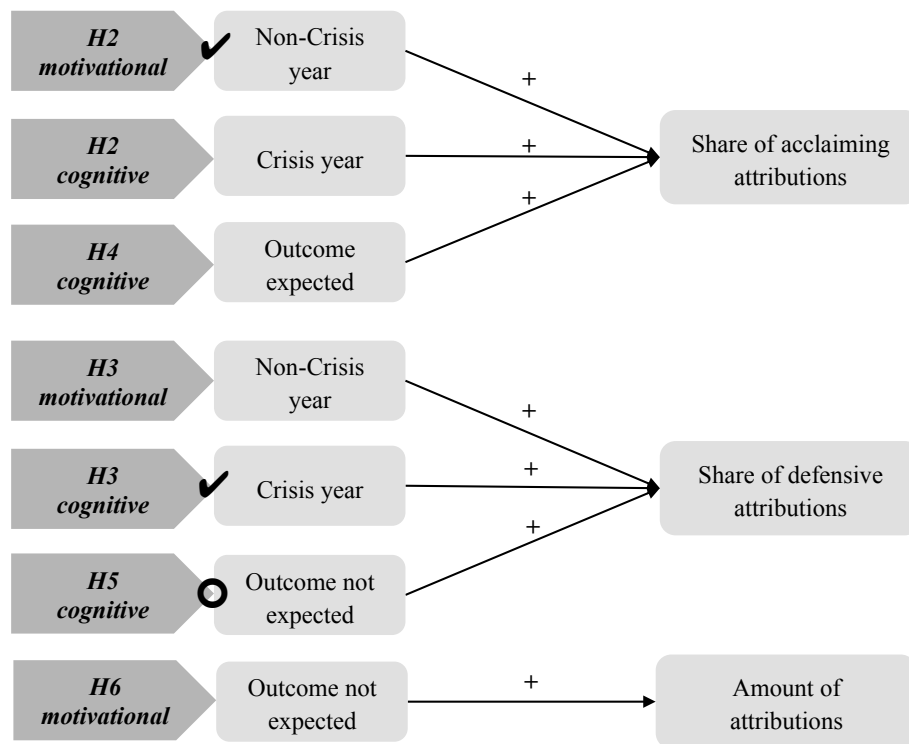 H2
motivational
Non-Crisis
year
+
H2
cognitive
Crisis year
+
Share of acclaiming
attributions
H4
cognitive
Outcome
expected
+
H3
motivational
Non-Crisis
year
+
H3
cognitive
Crisis year
+
Share of defensive
attributions
H5
cognitive
Outcome not
expected
+
H6
motivational
Outcome not
expected
+
Amount of
attributions